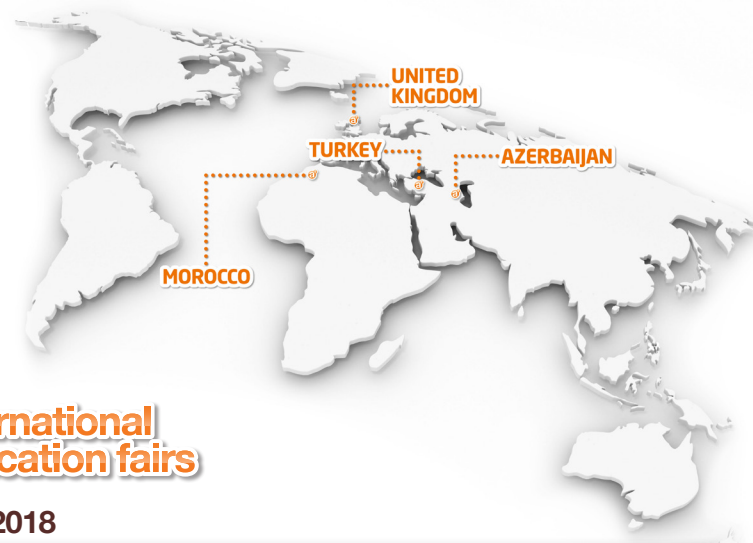 UNITED
KINGDOM
TURKEY
AZERBAIJAN
MOROCCO
rnational
cation fairs
2018